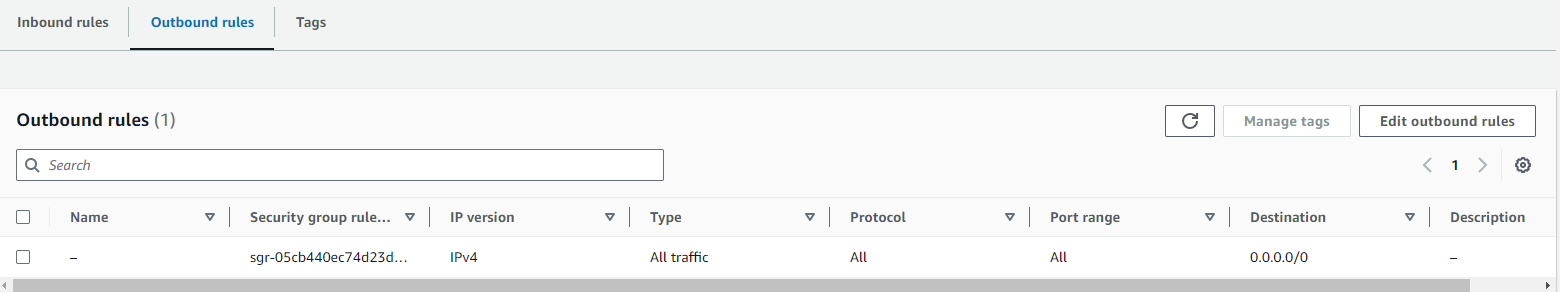 Inbound rules Outbound rules Tags
Outbound rules (1) Manage tags Edit outbound rules
Search 1
Name Security group rule... IP version Type Protocol Port range Destination Description
– sgr-05cb440ec74d23d... IPv4 All traffic All All 0.0.0.0/0 –